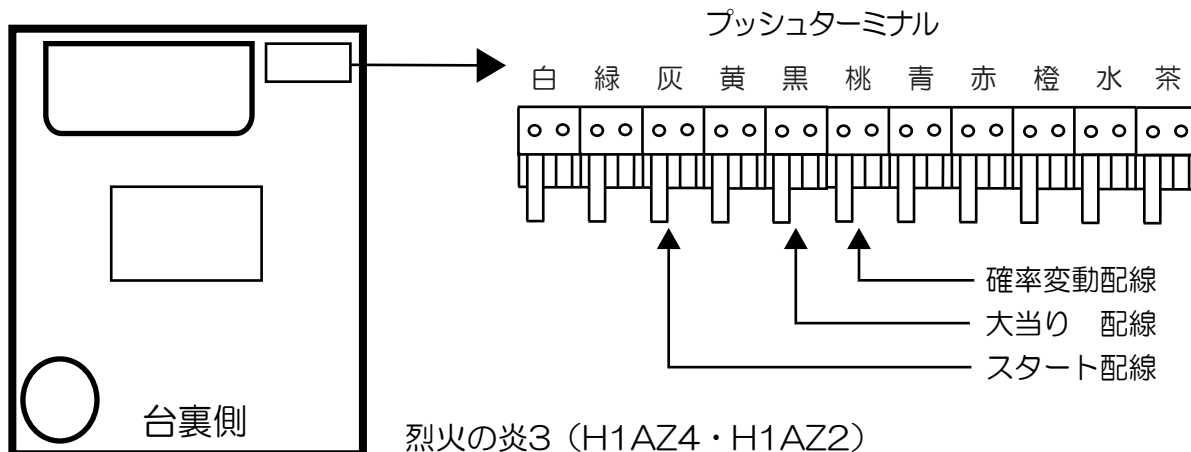 プッシュターミナル
白 緑 灰 黄 黒 桃 青 赤 橙 水 茶
確率変動配線
大当り　配線
スタート配線
台裏側
烈火の炎3（H1AZ4・H1AZ2）